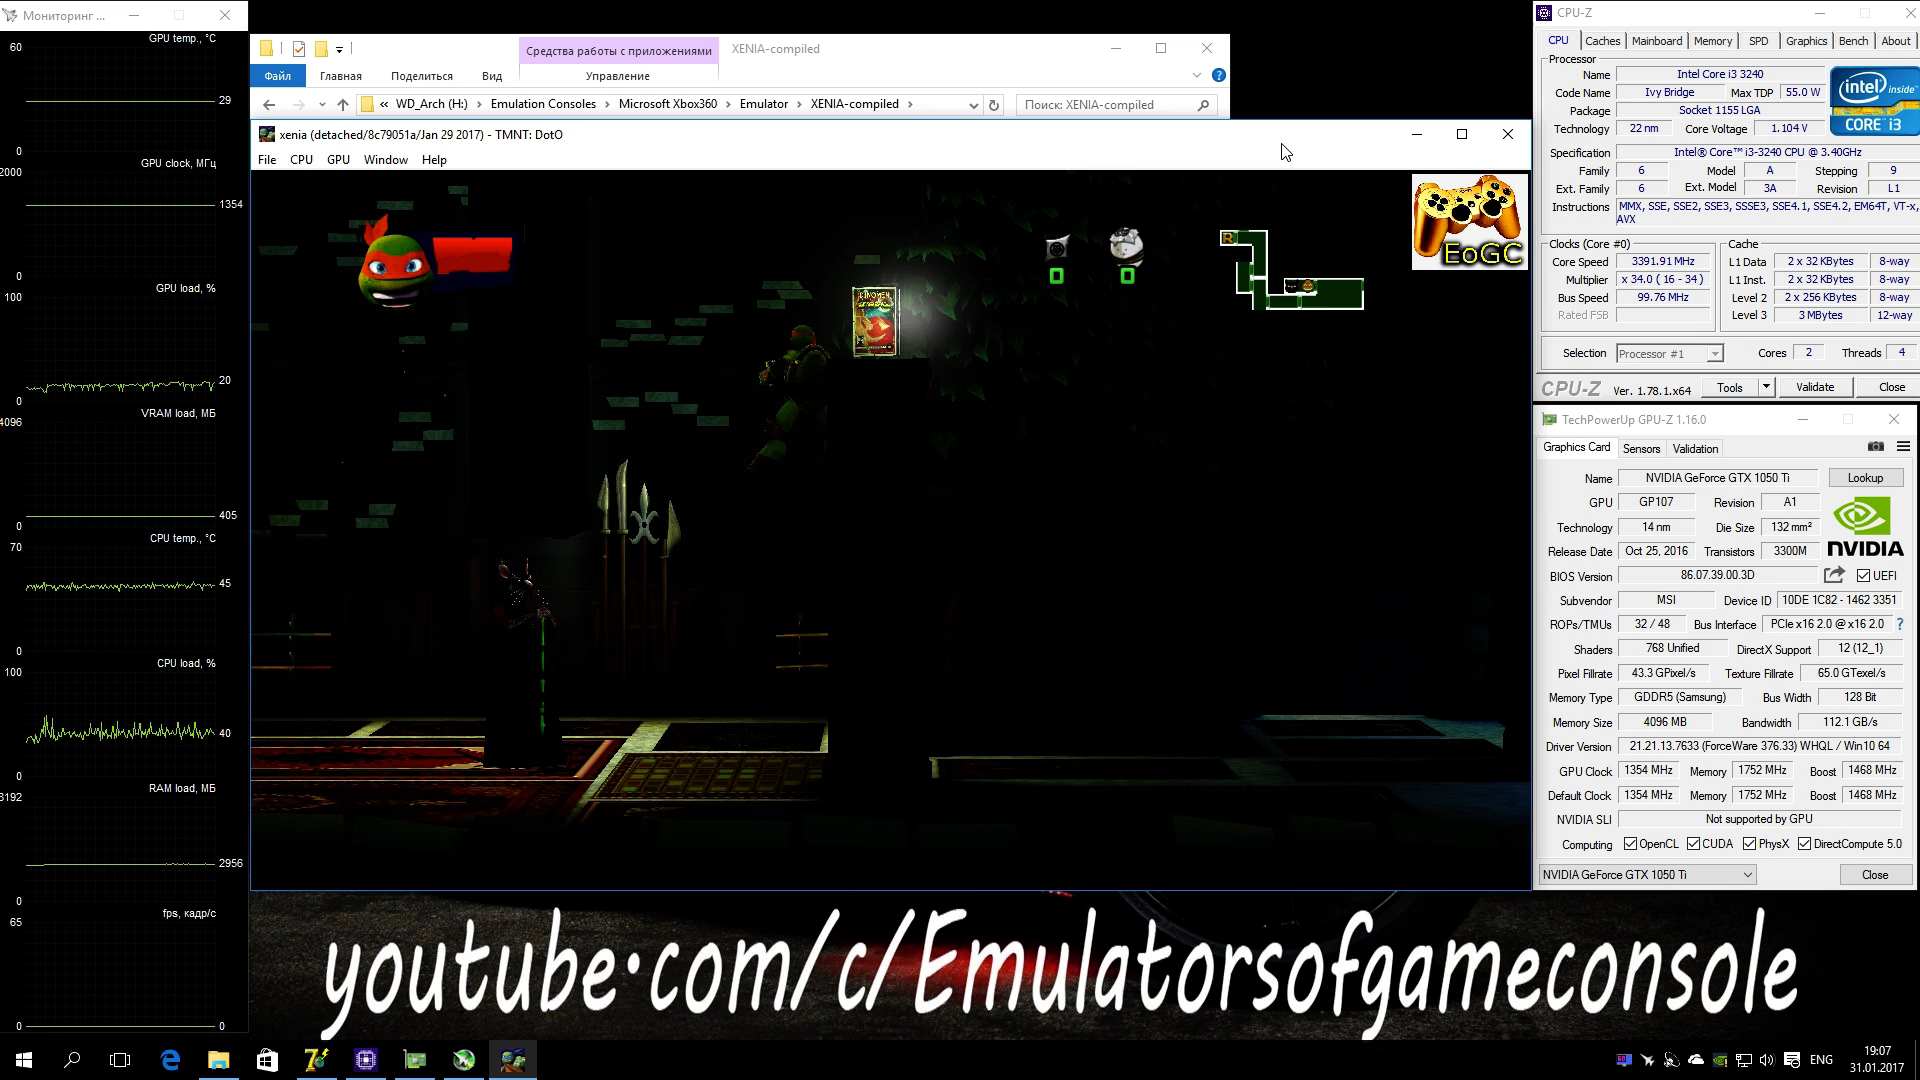 Мониторинг ...
GPU temp., °C
60
29
0
GPU clock, МГц
2000
1354
0
GPU load, %
100
20
0
VRAM load, МБ
4096
405
0
CPU temp., °C
70
45
0
CPU load, %
100
40
0
RAM load, МБ
8192
2956
0
fps, кадр/с
65
0
0
Средства работы с приложениями
XENIA-compiled
Файл
Главная
Поделиться
Вид
Управление
« WD_Arch (H:) › Emulation Consoles › Microsoft Xbox360 › Emulator › XENIA-compiled ›
Поиск: XENIA-compiled
xenia (detached/8c79051a/Jan 29 2017) - TMNT: DotO
File CPU GPU Window Help
0 0
R
EoGC
CPU-Z
CPU Caches Mainboard Memory SPD Graphics Bench About
Processor
Name Intel Core i3 3240
Code Name Ivy Bridge Max TDP 55.0 W
Package Socket 1155 LGA
Technology 22 nm Core Voltage 1.104 V
intel inside™
CORE i3
Specification Intel® Core™ i3-3240 CPU @ 3.40GHz
Family 6 Model A Stepping 9
Ext. Family 6 Ext. Model 3A Revision L1
Instructions MMX, SSE, SSE2, SSE3, SSSE3, SSE4.1, SSE4.2, EM64T, VT-x,
AVX
Clocks (Core #0)
Core Speed 3391.91 MHz
Multiplier x 34.0 ( 16 - 34 )
Bus Speed 99.76 MHz
Rated FSB
Cache
L1 Data 2 x 32 KBytes 8-way
L1 Inst. 2 x 32 KBytes 8-way
Level 2 2 x 256 KBytes 8-way
Level 3 3 MBytes 12-way
Selection Processor #1 Cores 2 Threads 4
CPU-Z Ver. 1.78.1.x64 Tools Validate Close
TechPowerUp GPU-Z 1.16.0
Graphics Card Sensors Validation
Name NVIDIA GeForce GTX 1050 Ti Lookup
GPU GP107 Revision A1
Technology 14 nm Die Size 132 mm²
Release Date Oct 25, 2016 Transistors 3300M
NVIDIA
BIOS Version 86.07.39.00.3D UEFI
Subvendor MSI Device ID 10DE 1C82 - 1462 3351
ROPs/TMUs 32 / 48 Bus Interface PCIe x16 2.0 @ x16 2.0 ?
Shaders 768 Unified DirectX Support 12 (12_1)
Pixel Fillrate 43.3 GPixel/s Texture Fillrate 65.0 GTexel/s
Memory Type GDDR5 (Samsung) Bus Width 128 Bit
Memory Size 4096 MB Bandwidth 112.1 GB/s
Driver Version 21.21.13.7633 (ForceWare 376.33) WHQL / Win10 64
GPU Clock 1354 MHz Memory 1752 MHz Boost 1468 MHz
Default Clock 1354 MHz Memory 1752 MHz Boost 1468 MHz
NVIDIA SLI Not supported by GPU
Computing OpenCL CUDA PhysX DirectCompute 5.0
NVIDIA GeForce GTX 1050 Ti Close
youtube.com/c/Emulatorsofgameconsole
ENG
19:07
31.01.2017